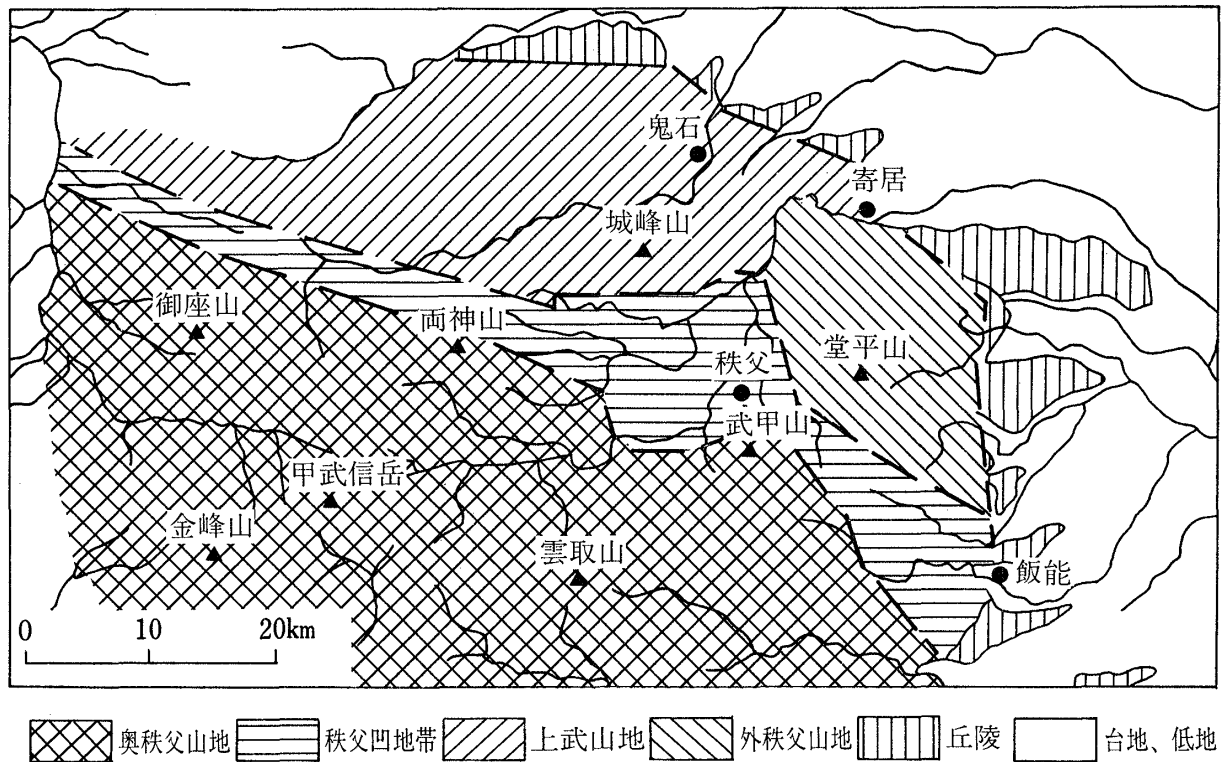 鬼石
寄居
城峰山
御座山
両神山
堂平山
秩父
武甲山
甲武信岳
金峰山
雲取山
飯能
0 10 20km
奥秩父山地 秩父凹地帯 上武山地 外秩父山地 丘陵 台地、低地